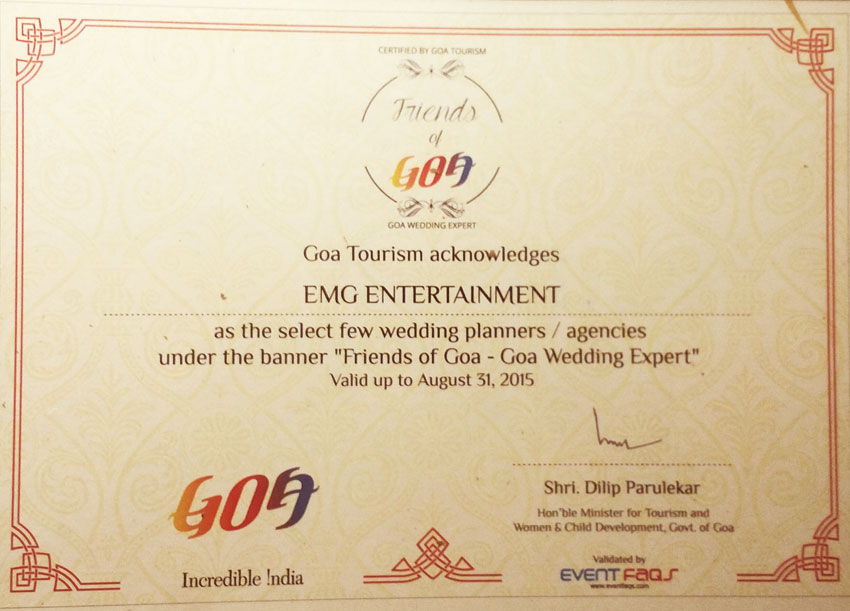 CERTIFIED BY GOA TOURISM
Friends
of
GOA
GOA WEDDING EXPERT
Goa Tourism acknowledges
EMG ENTERTAINMENT
as the select few wedding planners / agencies
under the banner "Friends of Goa - Goa Wedding Expert"
Valid up to August 31, 2015
Shri. Dilip Parulekar
Hon'ble Minister for Tourism and
Women & Child Development, Govt. of Goa
GOA
Incredible !ndia
Validated by
EVENT FAQS
www.eventfaqs.com